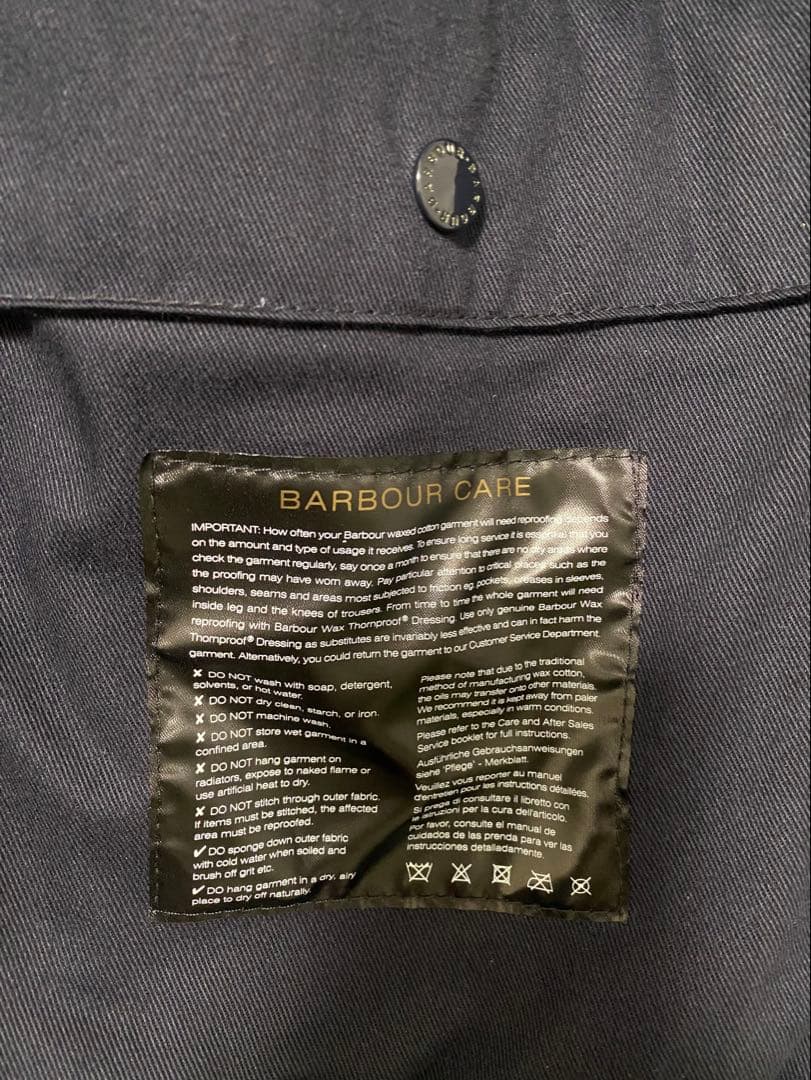 BARBOUR
BARBOUR
BARBOUR CARE
IMPORTANT: How often your Barbour waxed cotton garment will need reproofing depends
on the amount and type of usage it receives. To ensure long service it is essential that you
check the garment regularly, say once a month to ensure that there are no dry areas where
the proofing may have worn away. Pay particular attention to critical places such as the
shoulders, seams and areas most subjected to friction eg. pockets, creases in sleeves,
inside leg and the knees of trousers. From time to time the whole garment will need
reproofing with Barbour Wax Thornproof® Dressing. Use only genuine Barbour Wax
Thornproof® Dressing as substitutes are invariably less effective and can in fact harm the
garment. Alternatively, you could return the garment to our Customer Service Department.
✘ DO NOT wash with soap, detergent,
solvents, or hot water.
✘ DO NOT dry clean, starch, or iron.
✘ DO NOT machine wash.
✘ DO NOT store wet garment in a
confined area.
✘ DO NOT hang garment on
radiators, expose to naked flame or
use artificial heat to dry.
✘ DO NOT stitch through outer fabric.
If items must be stitched, the affected
area must be reproofed.
✔ DO sponge down outer fabric
with cold water when soiled and
brush off grit etc.
✔ DO hang garment in a dry, airy
place to dry off naturally.
Please note that due to the traditional
method of manufacturing wax cotton,
the oils may transfer onto other materials.
We recommend it is kept away from paler
materials, especially in warm conditions.
Please refer to the Care and After Sales
Service booklet for full instructions.
Ausführliche Gebrauchsanweisungen
siehe 'Pflege' - Merkblatt.
Veuillez vous reporter au manuel
d'entretien pour les instructions détaillées.
Si prega di consultare il libretto con
le istruzioni per la cura dell'articolo.
Por favor, consulte el manual de
cuidados de las prenda para ver las
instrucciones detalladamente.